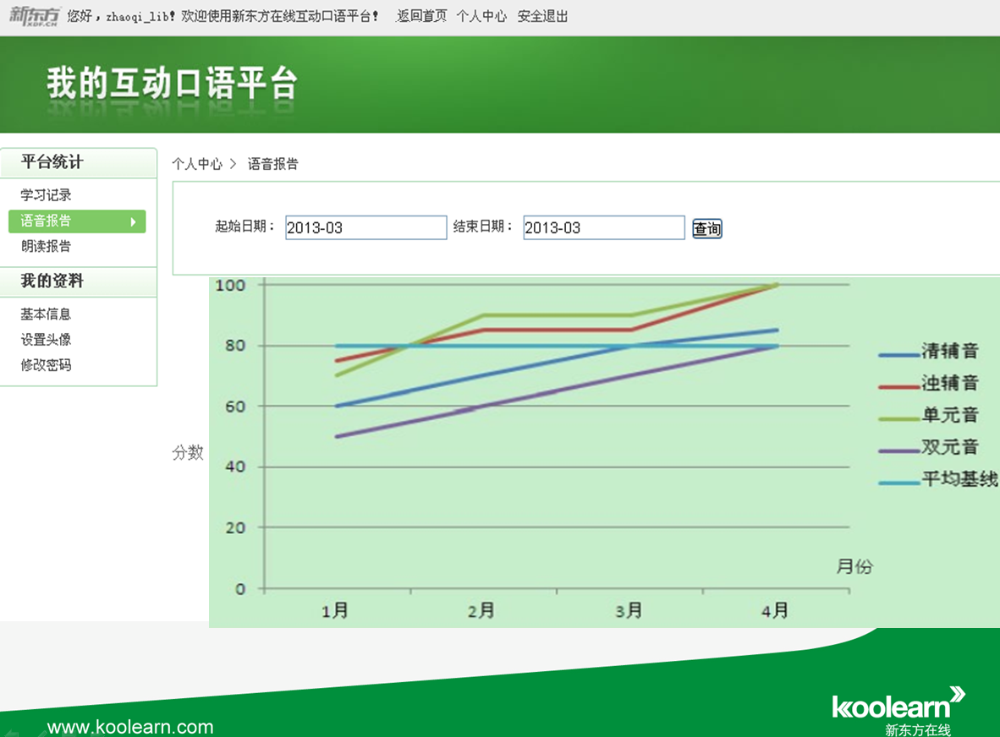 新东方 XDF.CN 您好，zhaoqi_lib! 欢迎使用新东方在线互动口语平台! 返回首页 个人中心 安全退出
我的互动口语平台
平台统计
学习记录
语音报告
朗读报告
我的资料
基本信息
设置头像
修改密码
个人中心 > 语音报告
起始日期： 2013-03 结束日期： 2013-03 查询
100
80
60
40
20
0
分数
1月 2月 3月 4月
月份
清辅音
浊辅音
单元音
双元音
平均基线
www.koolearn.com
koolearn
新东方在线